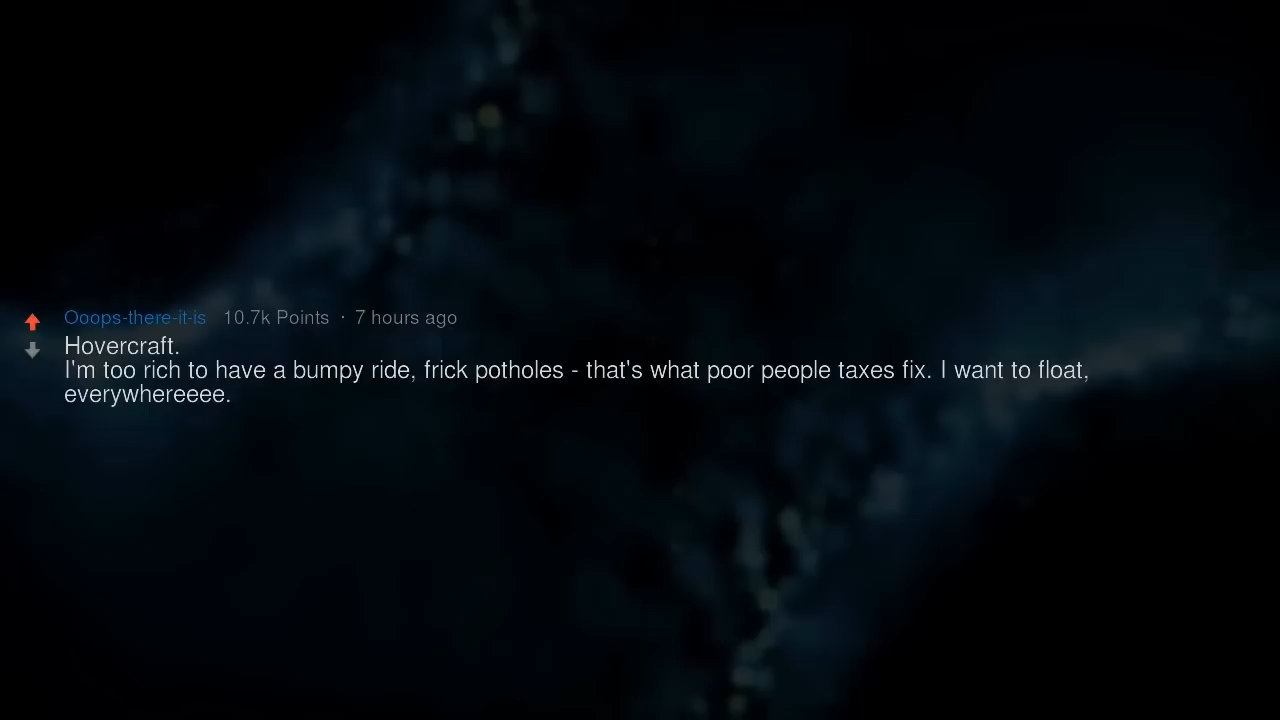 Ooops-there-it-is 10.7k Points · 7 hours ago
Hovercraft.
I'm too rich to have a bumpy ride, frick potholes - that's what poor people taxes fix. I want to float,
everywhereeee.